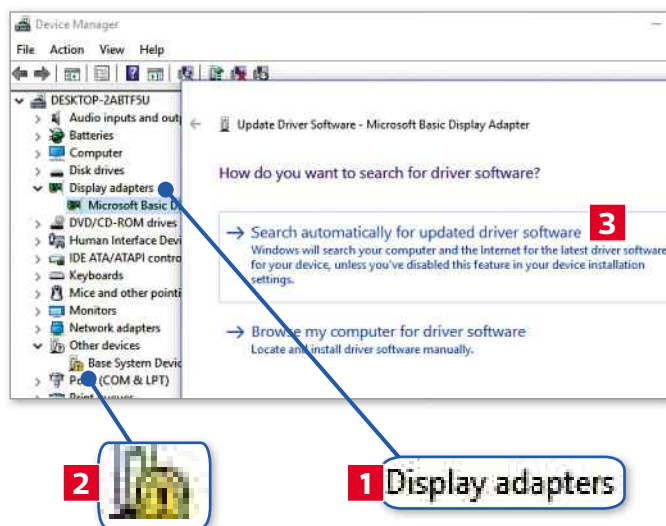 Device Manager
File Action View Help
DESKTOP-2ABTF5U
Audio inputs and out
Batteries
Computer
Disk drives
Display adapters
Microsoft Basic D
DVD/CD-ROM drives
Human Interface Devi
IDE ATA/ATAPI contro
Keyboards
Mice and other pointi
Monitors
Network adapters
Other devices
Base System Devic
(COM & LPT)
Update Driver Software - Microsoft Basic Display Adapter
How do you want to search for driver software?
Search automatically for updated driver software 3
Windows will search your computer and the Internet for the latest driver software
for your device, unless you've disabled this feature in your device installation
settings.
Browse my computer for driver software
Locate and install driver software manually.
2
1 Display adapters